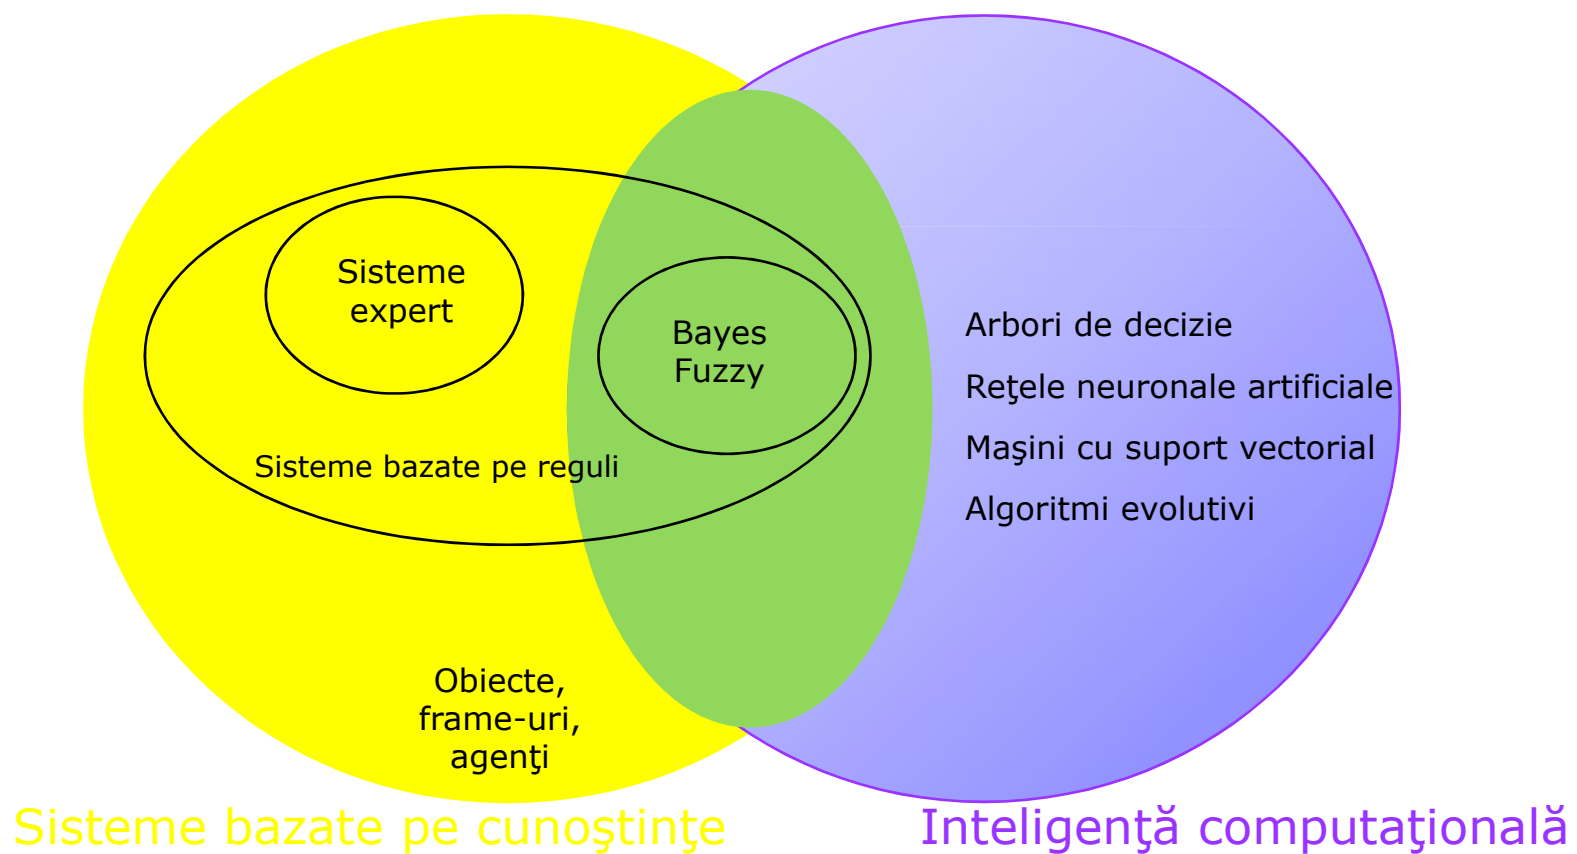 Sisteme
expert
Bayes
Fuzzy
Sisteme bazate pe reguli
Obiecte,
frame-uri,
agenţi
Arbori de decizie
Reţele neuronale artificiale
Maşini cu suport vectorial
Algoritmi evolutivi
Sisteme bazate pe cunoştinţe
Inteligenţă computaţională